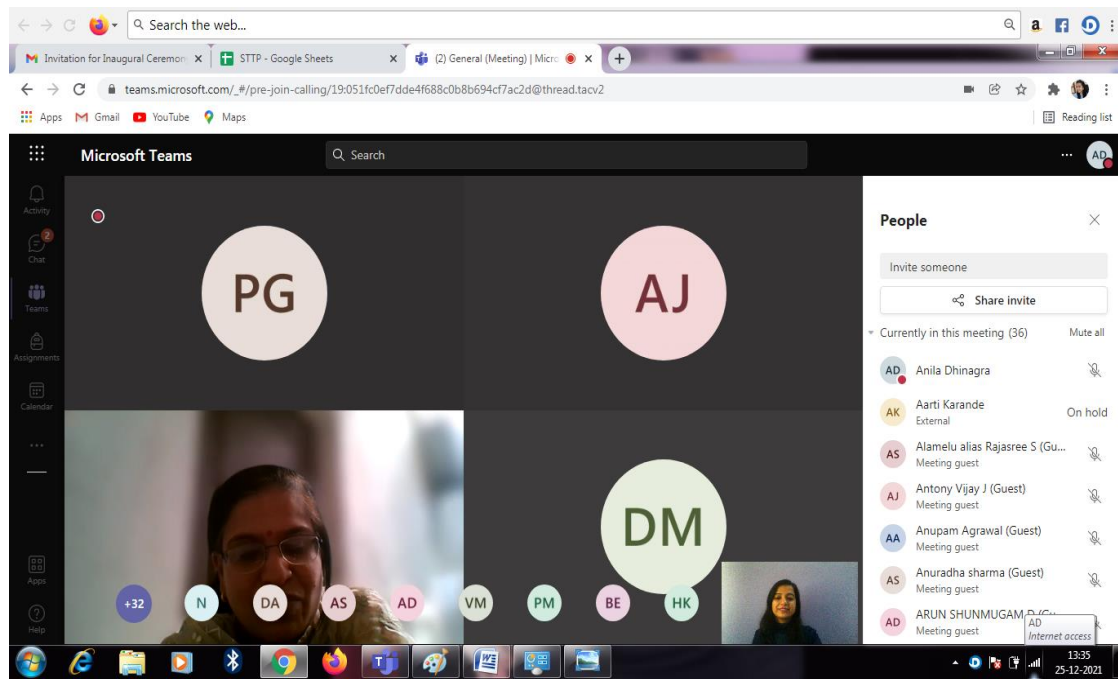 Search the web...
Invitation for Inaugural Ceremon
STTP - Google Sheets
(2) General (Meeting) | Micro
teams.microsoft.com/_#/pre-join-calling/19:051fc0ef7dde4f688c0b8b694cf7ac2d@thread.tacv2
Apps Gmail YouTube Maps Reading list
Microsoft Teams
Search
AD
Activity
2
Chat
Teams
Assignments
Calendar
Apps
Help
PG
AJ
DM
+32 N DA AS AD VM PM BE HK
People
Invite someone
Share invite
Currently in this meeting (36) Mute all
AD Anila Dhinagra
AK Aarti Karande On hold
External
AS Alamelu alias Rajasree S (Gu...
Meeting guest
AJ Antony Vijay J (Guest)
Meeting guest
AA Anupam Agrawal (Guest)
Meeting guest
AS Anuradha sharma (Guest)
Meeting guest
AD ARUN SHUNMUGAM
Meeting guest
AD
Internet access
13:35
25-12-2021